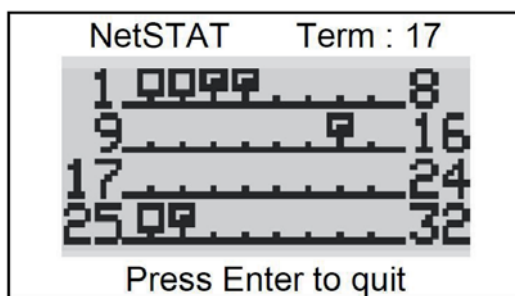 NetSTAT Term : 17
1 8
9 16
17 24
25 32
Press Enter to quit